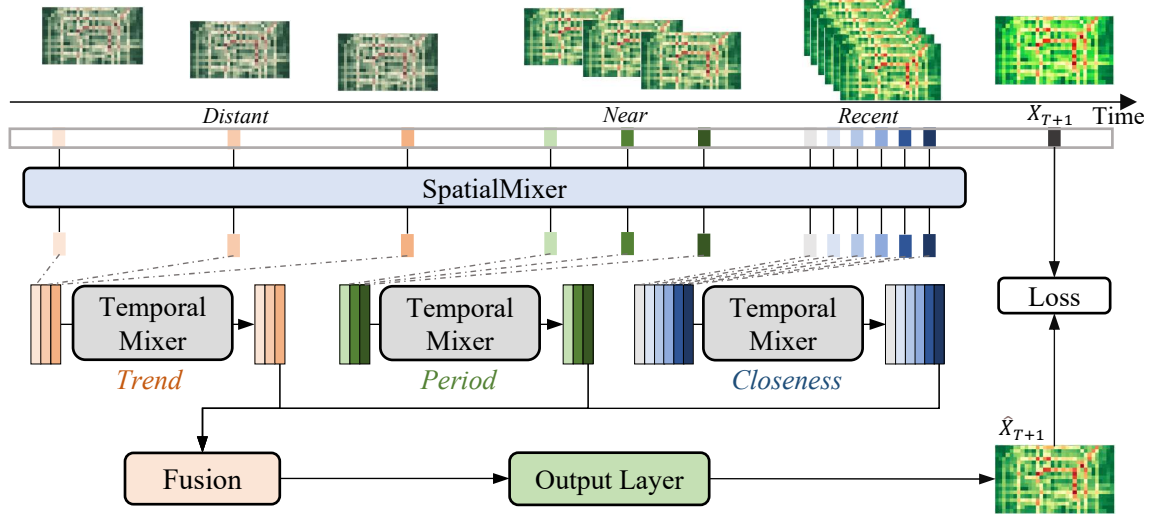 Distant
Near
Recent
X_{T+1}
Time
SpatialMixer
Temporal
Mixer
Trend
Temporal
Mixer
Period
Temporal
Mixer
Closeness
Loss
X̂_{T+1}
Fusion
Output Layer